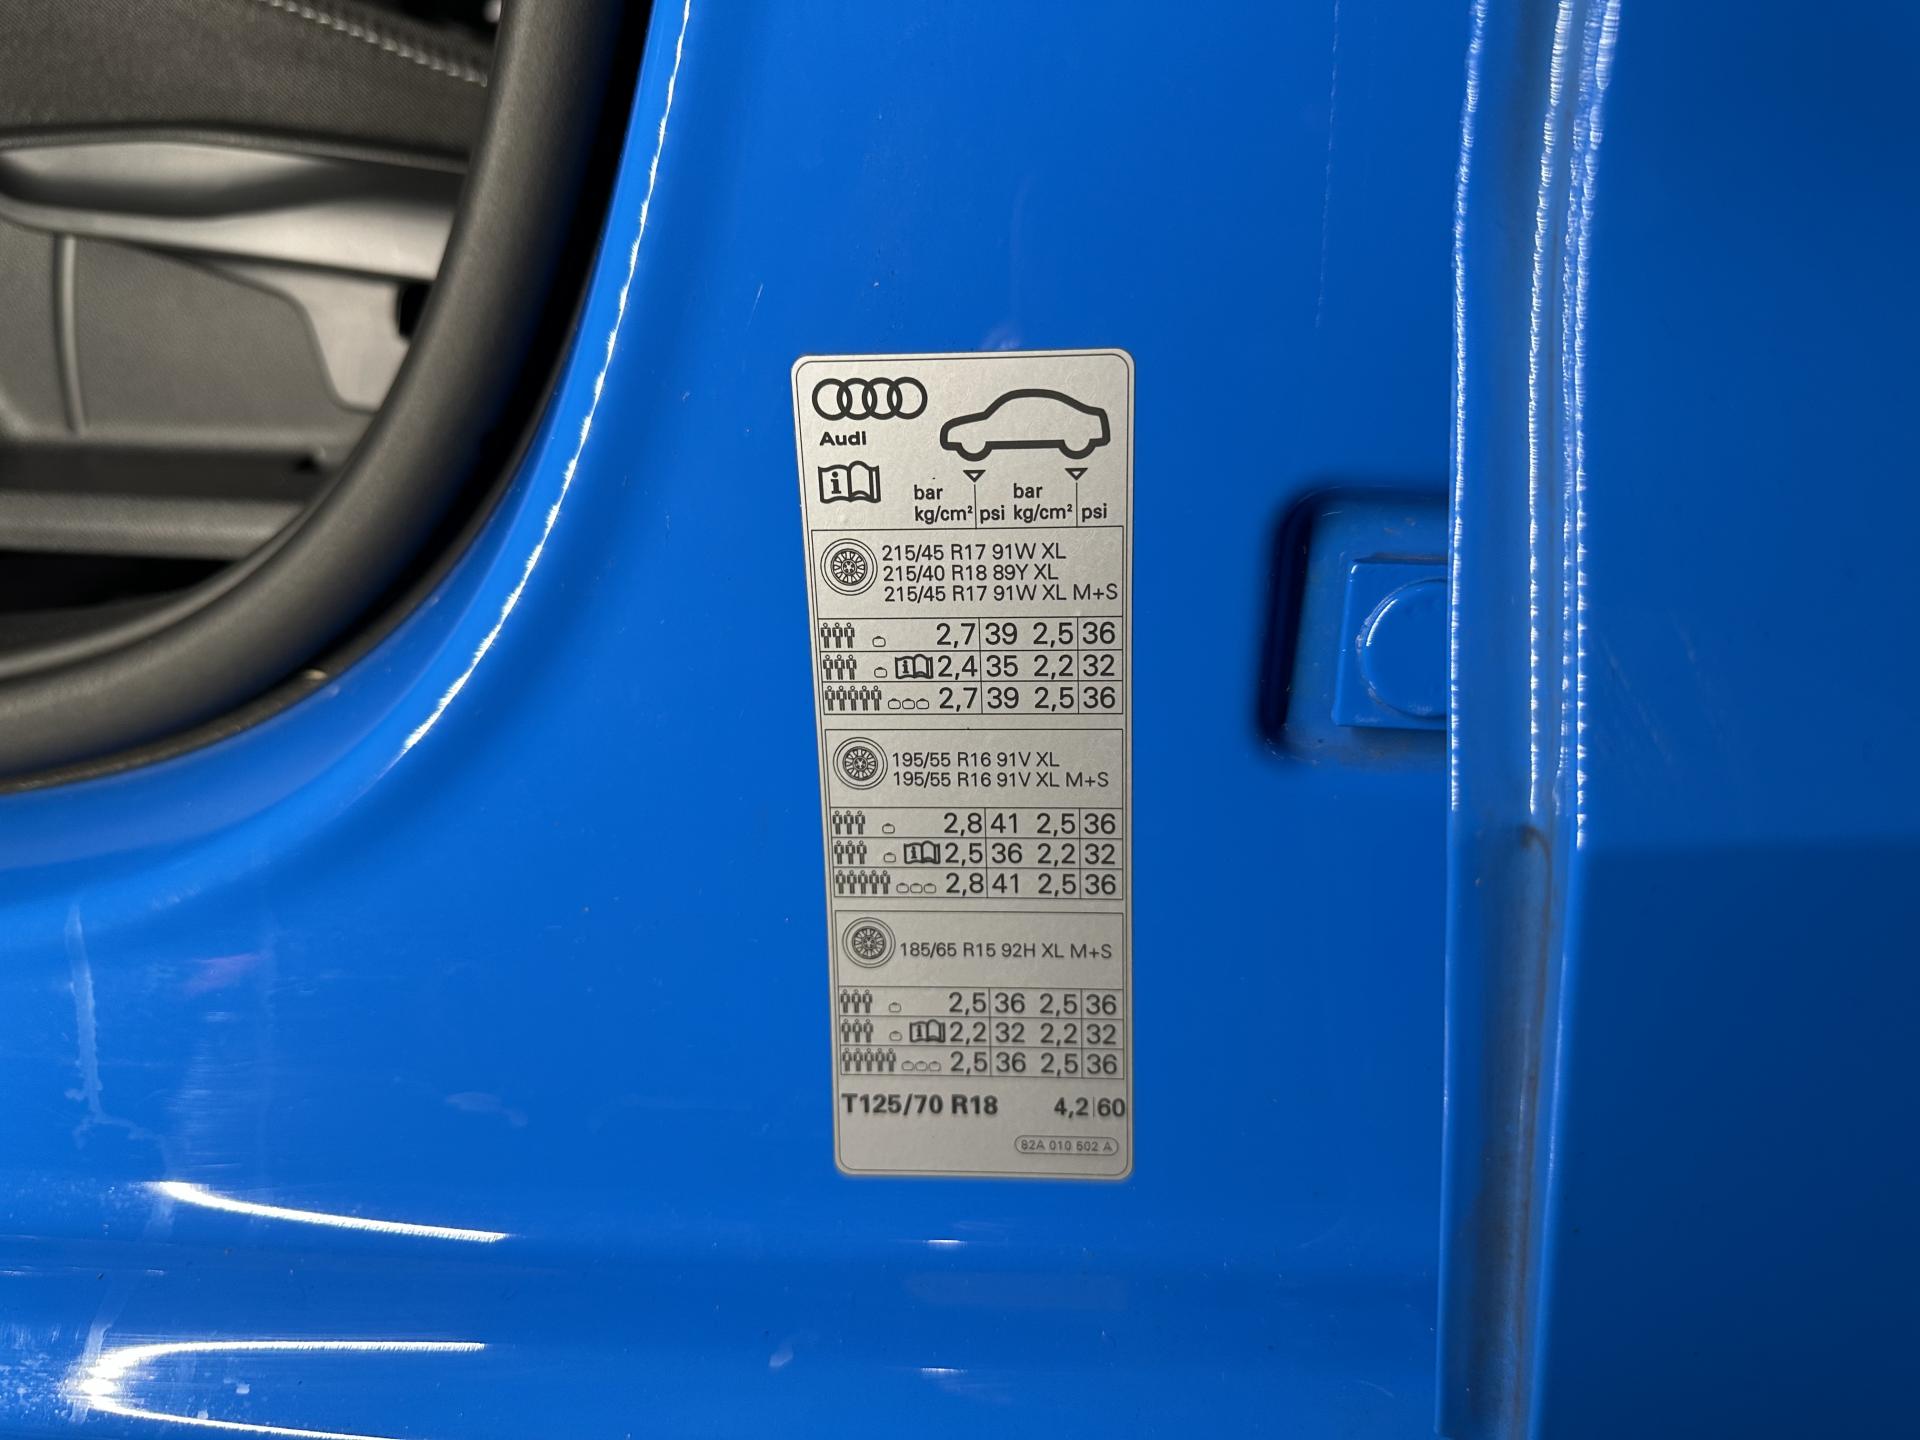 Audi
i
bar bar
kg/cm² psi kg/cm² psi
215/45 R17 91W XL
215/40 R18 89Y XL
215/45 R17 91W XL M+S
2,7 39 2,5 36
i 2,4 35 2,2 32
2,7 39 2,5 36
195/55 R16 91V XL
195/55 R16 91V XL M+S
2,8 41 2,5 36
i 2,5 36 2,2 32
2,8 41 2,5 36
185/65 R15 92H XL M+S
2,5 36 2,5 36
i 2,2 32 2,2 32
2,5 36 2,5 36
T125/70 R18 4,2 60
82A 010 502 A